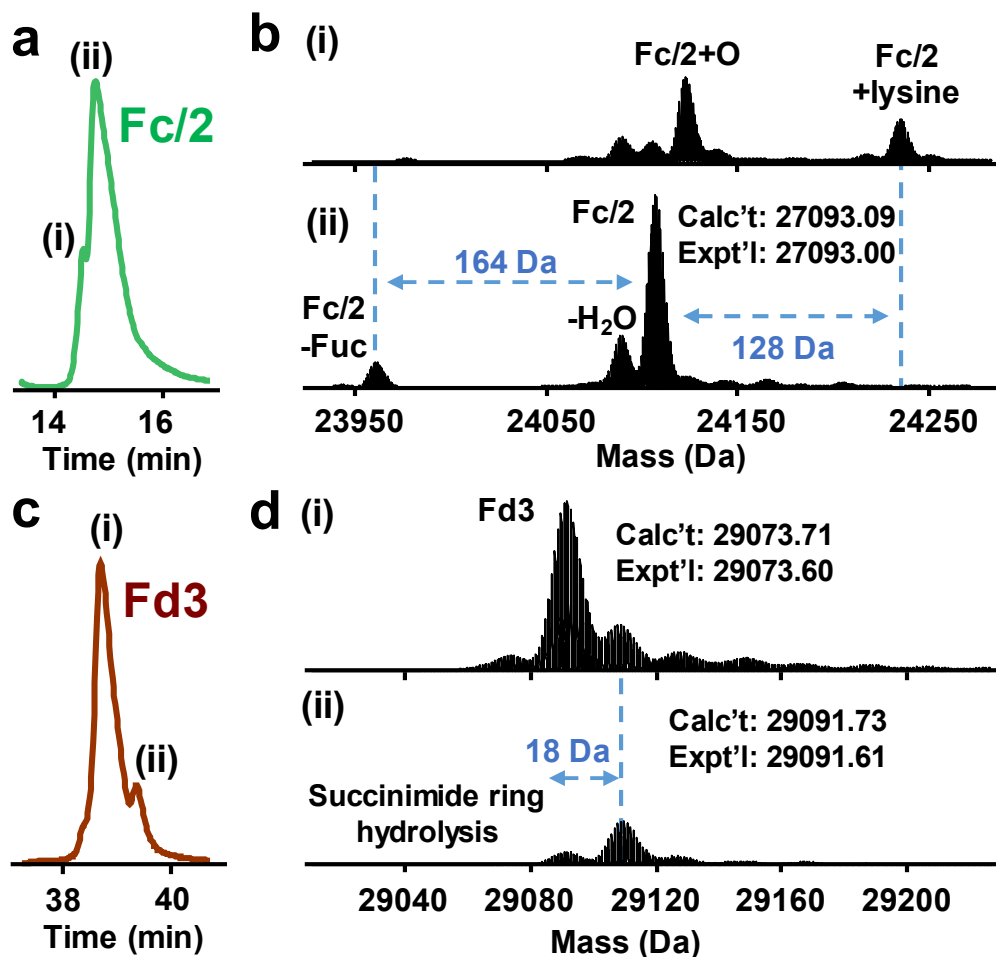 a
(ii)
Fc/2
(i)
14
16
Time (min)
b
(i)
Fc/2+O
Fc/2
+lysine
(ii)
Fc/2
Calc't: 27093.09
Expt'l: 27093.00
164 Da
Fc/2
-Fuc
-H₂O
128 Da
23950
24050
24150
24250
Mass (Da)
c
(i)
Fd3
(ii)
38
40
Time (min)
d
(i)
Fd3
Calc't: 29073.71
Expt'l: 29073.60
(ii)
Calc't: 29091.73
Expt'l: 29091.61
18 Da
Succinimide ring
hydrolysis
29040
29080
29120
29160
29200
Mass (Da)